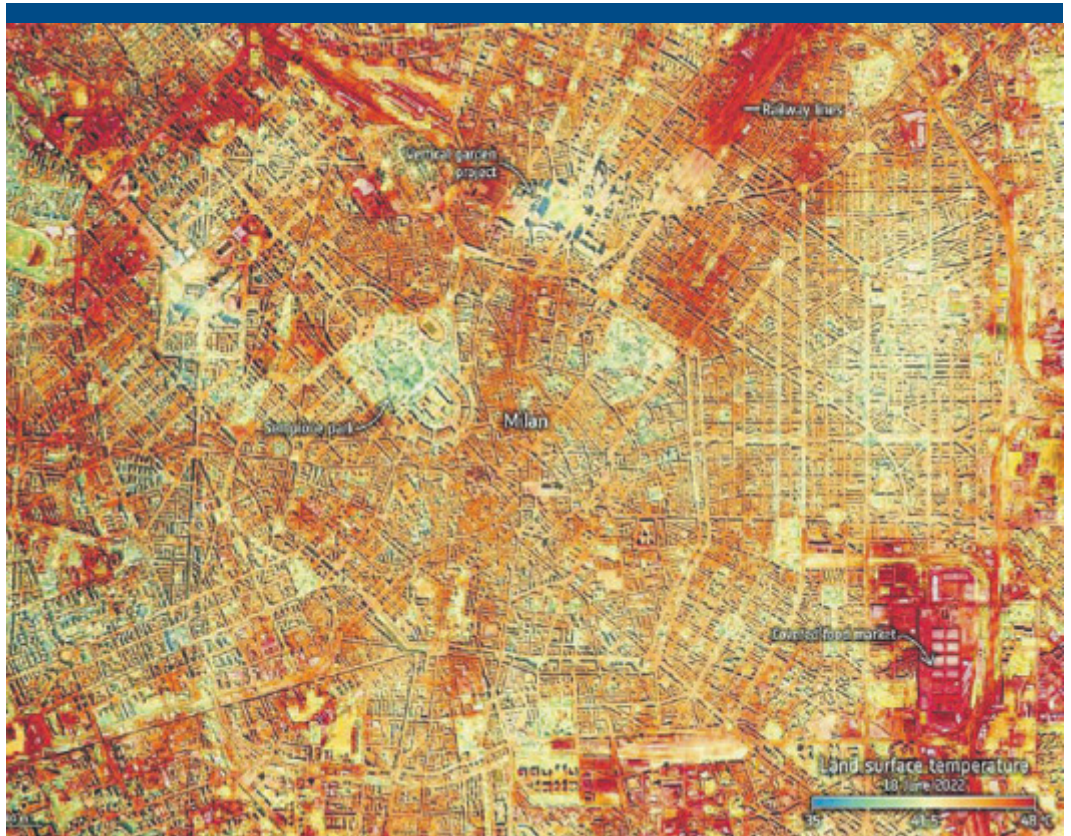 Railway lines
Vertical garden
project
Sempione park
Milan
Covered food market
Land surface temperature
18 June 2022
35 41.5 48 °C